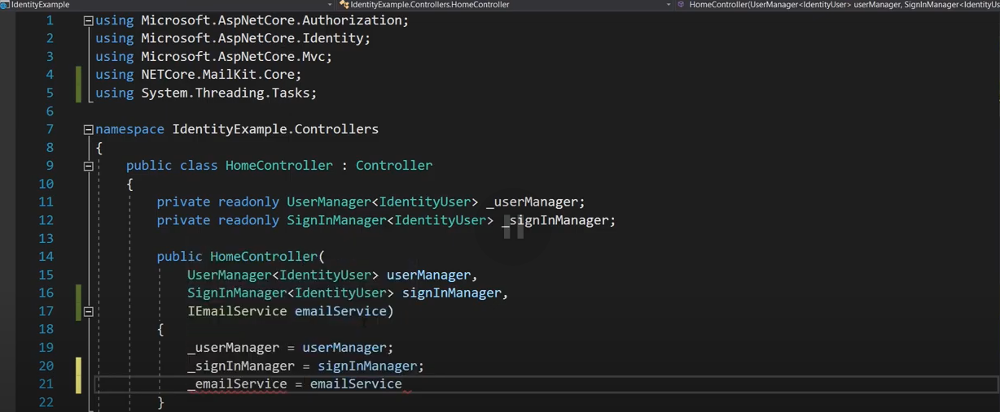 IdentityExample IdentityExample.Controllers.HomeController HomeController(UserManager<IdentityUser> userManager, SignInManager<IdentityUs
1 using Microsoft.AspNetCore.Authorization;
2 using Microsoft.AspNetCore.Identity;
3 using Microsoft.AspNetCore.Mvc;
4 using NETCore.MailKit.Core;
5 using System.Threading.Tasks;
6
7 namespace IdentityExample.Controllers
8 {
9 public class HomeController : Controller
10 {
11 private readonly UserManager<IdentityUser> _userManager;
12 private readonly SignInManager<IdentityUser> _signInManager;
13
14 public HomeController(
15 UserManager<IdentityUser> userManager,
16 SignInManager<IdentityUser> signInManager,
17 IEmailService emailService)
18 {
19 _userManager = userManager;
20 _signInManager = signInManager;
21 _emailService = emailService
22 }